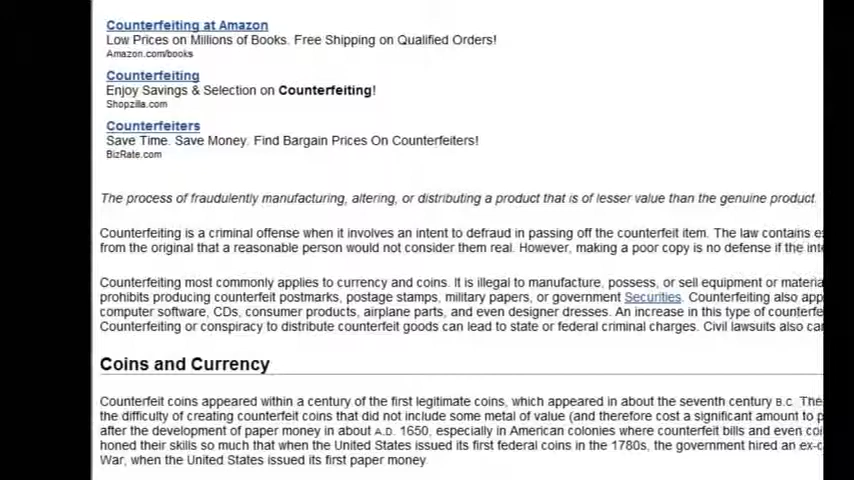 Counterfeiting at Amazon
Low Prices on Millions of Books. Free Shipping on Qualified Orders!
Amazon.com/books
Counterfeiting
Enjoy Savings & Selection on Counterfeiting!
Shopzilla.com
Counterfeiters
Save Time. Save Money. Find Bargain Prices On Counterfeiters!
BizRate.com
The process of fraudulently manufacturing, altering, or distributing a product that is of lesser value than the genuine product.
Counterfeiting is a criminal offense when it involves an intent to defraud in passing off the counterfeit item. The law contains
from the original that a reasonable person would not consider them real. However, making a poor copy is no defense if the
Counterfeiting most commonly applies to currency and coins. It is illegal to manufacture, possess, or sell equipment or
prohibits producing counterfeit postmarks, postage stamps, military papers, or government Securities. Counterfeiting also
computer software, CDs, consumer products, airplane parts, and even designer dresses. An increase in this type of
Counterfeiting or conspiracy to distribute counterfeit goods can lead to state or federal criminal charges. Civil lawsuits also
Coins and Currency
Counterfeit coins appeared within a century of the first legitimate coins, which appeared in about the seventh century B.C.
the difficulty of creating counterfeit coins that did not include some metal of value (and therefore cost a significant amount to
after the development of paper money in about A.D. 1650, especially in American colonies where counterfeit bills and even
honed their skills so much that when the United States issued its first federal coins in the 1780s, the government hired an
War, when the United States issued its first paper money.